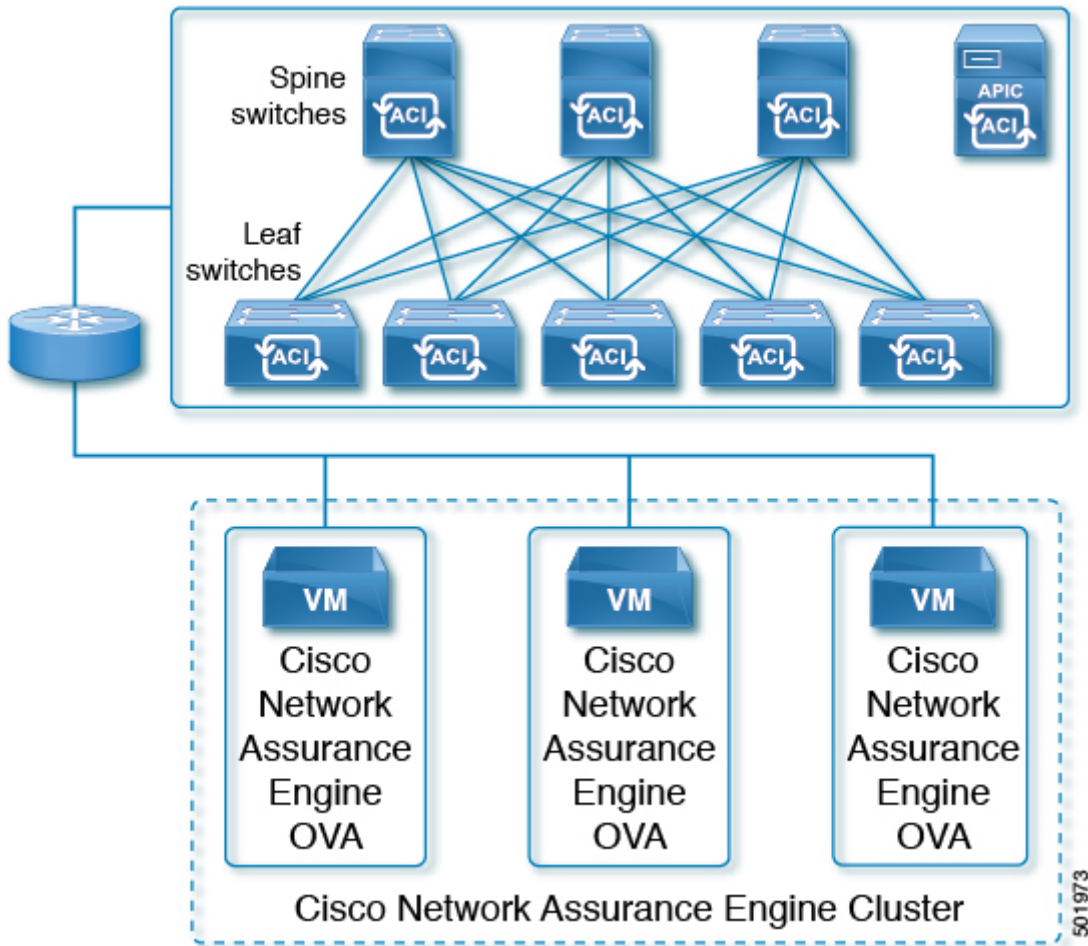 Spine
switches
ACI
ACI
ACI
APIC
ACI
Leaf
switches
ACI
ACI
ACI
ACI
ACI
VM
Cisco
Network
Assurance
Engine
OVA
VM
Cisco
Network
Assurance
Engine
OVA
VM
Cisco
Network
Assurance
Engine
OVA
Cisco Network Assurance Engine Cluster
501973